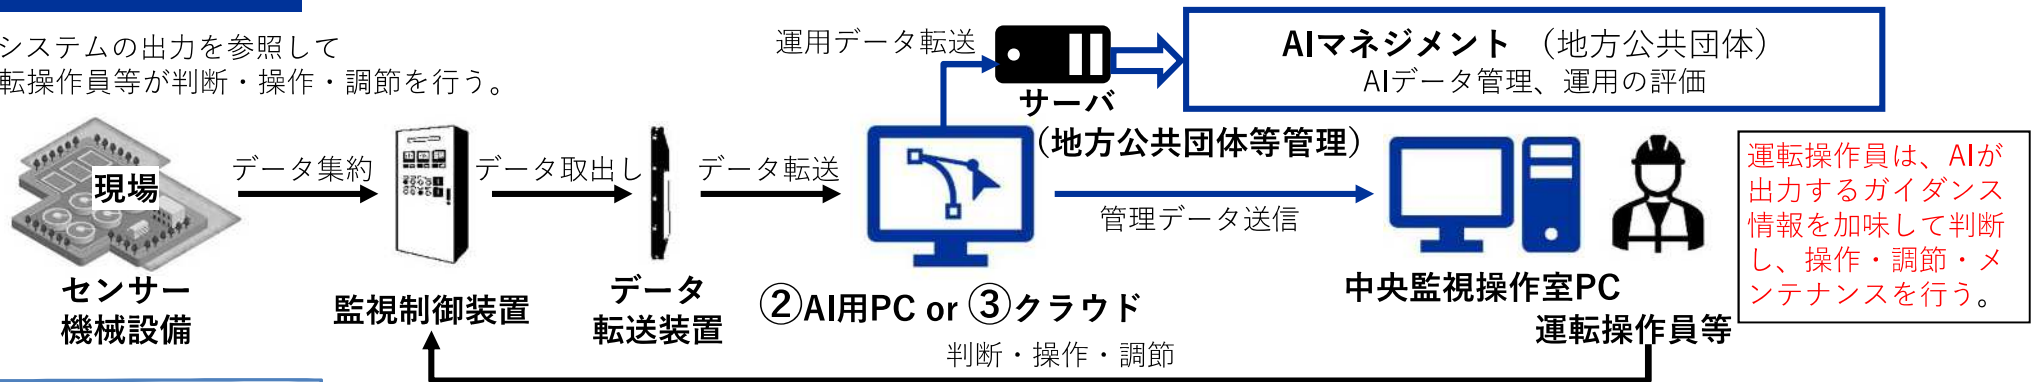 システムの出力を参照して
転操作員等が判断・操作・調節を行う。
運用データ転送
サーバ
(地方公共団体等管理)
AIマネジメント （地方公共団体）
AIデータ管理、運用の評価
現場
センサー
機械設備
データ集約
監視制御装置
データ取出し
データ
転送装置
データ転送
②AI用PC or ③クラウド
管理データ送信
中央監視操作室PC
運転操作員等
運転操作員は、AIが
出力するガイダンス
情報を加味して判断
し、操作・調節・メ
ンテナンスを行う。
判断・操作・調節